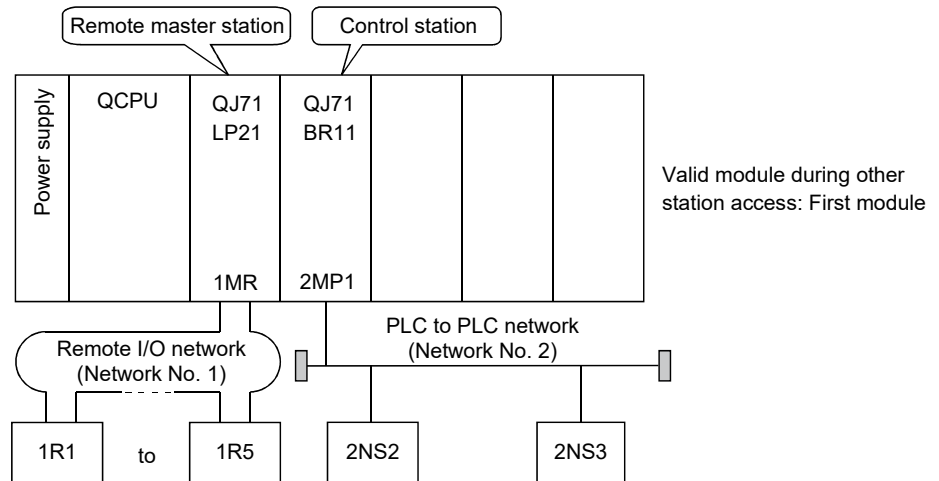 Remote master station
Control station
Power supply
QCPU
QJ71
LP21
QJ71
BR11
Valid module during other
station access: First module
1MR
2MP1
Remote I/O network
(Network No. 1)
PLC to PLC network
(Network No. 2)
1R1
to
1R5
2NS2
2NS3